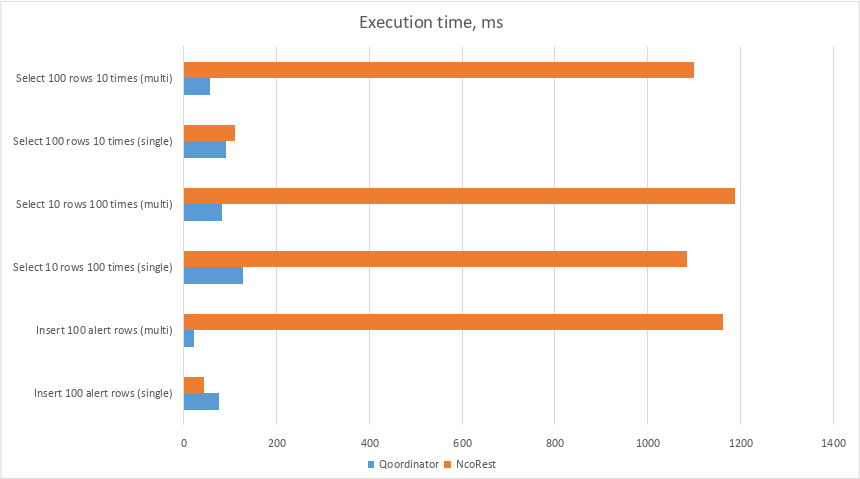 Execution time, ms
Select 100 rows 10 times (multi)
Select 100 rows 10 times (single)
Select 10 rows 100 times (multi)
Select 10 rows 100 times (single)
Insert 100 alert rows (multi)
Insert 100 alert rows (single)
0 200 400 600 800 1000 1200 1400
Qoordinator NcoRest